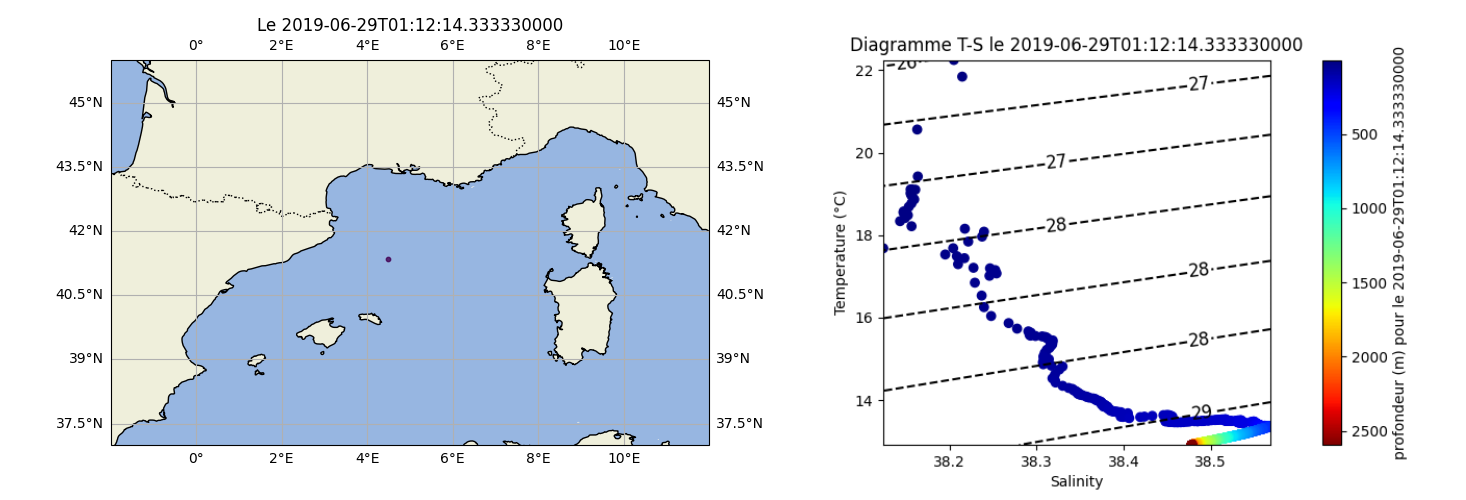 Le 2019-06-29T01:12:14.333330000
0° 2°E 4°E 6°E 8°E 10°E
45°N 45°N
43.5°N 43.5°N
42°N 42°N
40.5°N 40.5°N
39°N 39°N
37.5°N 37.5°N
0° 2°E 4°E 6°E 8°E 10°E
Diagramme T-S le 2019-06-29T01:12:14.333330000
22
20
18
16
14
Temperature (°C)
26
27
27
28
28
28
29
38.2 38.3 38.4 38.5
Salinity
500
1000
1500
2000
2500
profondeur (m) pour le 2019-06-29T01:12:14.333330000